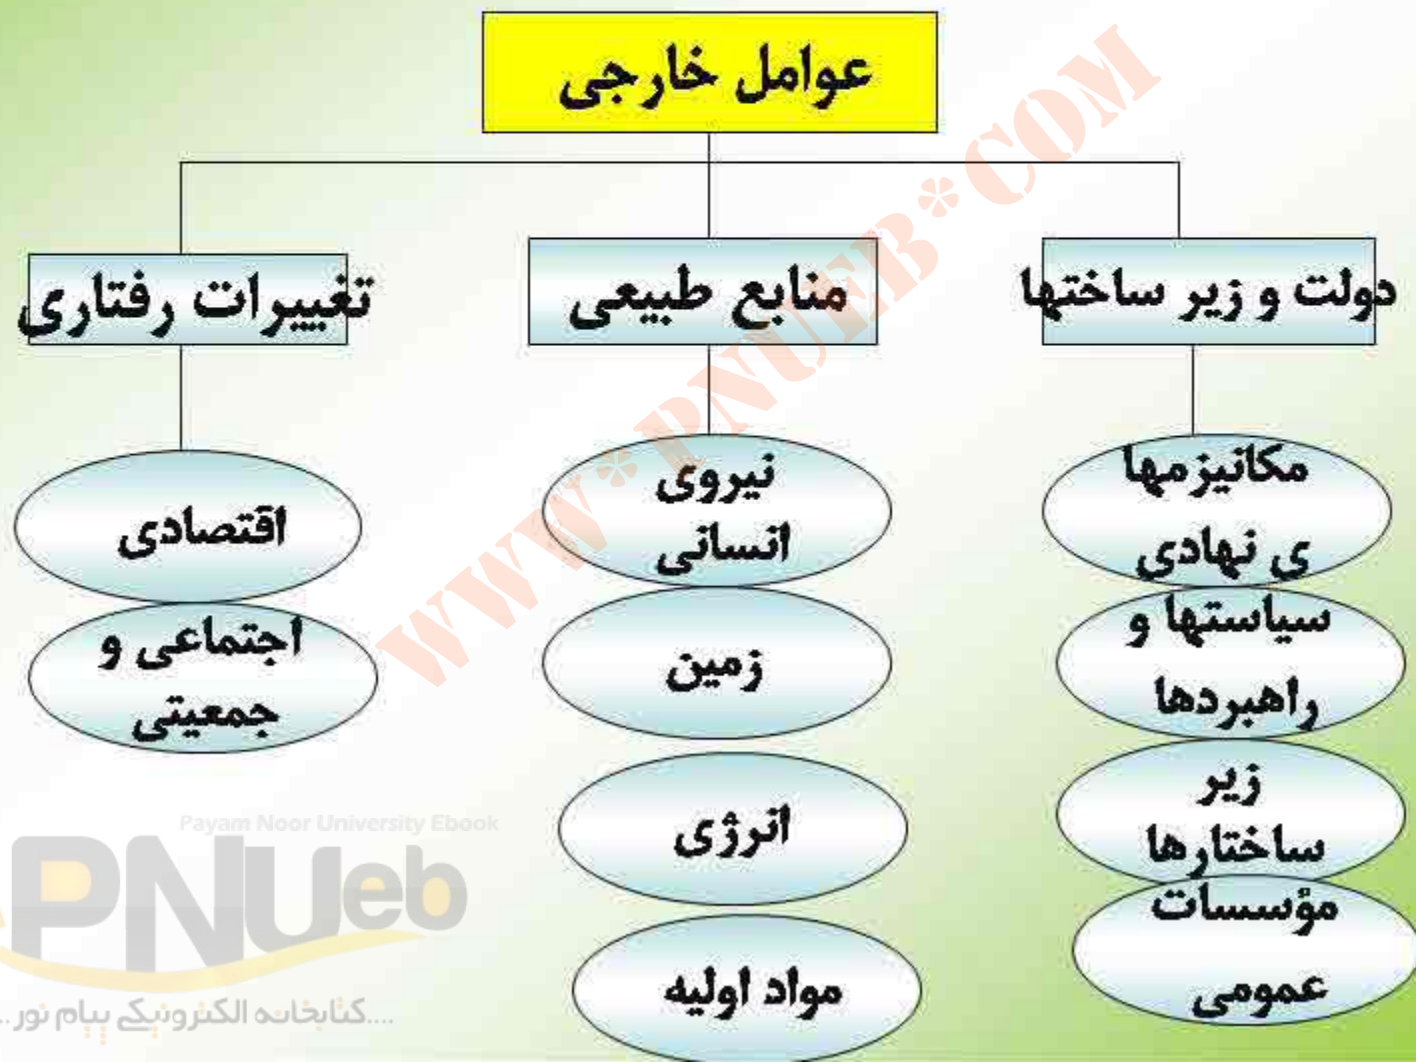 عوامل خارجی
دولت و زیر ساختها
منابع طبیعی
تغییرات رفتاری
مکانیزمها
ی نهادی
سیاستها و
راهبردها
زیر
ساختارها
مؤسسات
عمومی
نیروی
انسانی
زمین
انرژی
مواد اولیه
اقتصادی
اجتماعی و
جمعیتی
WWW*PNUEB*COM
Payam Noor University Ebook
PNUeb
کتابخانه الکترونیکی پیام نور....